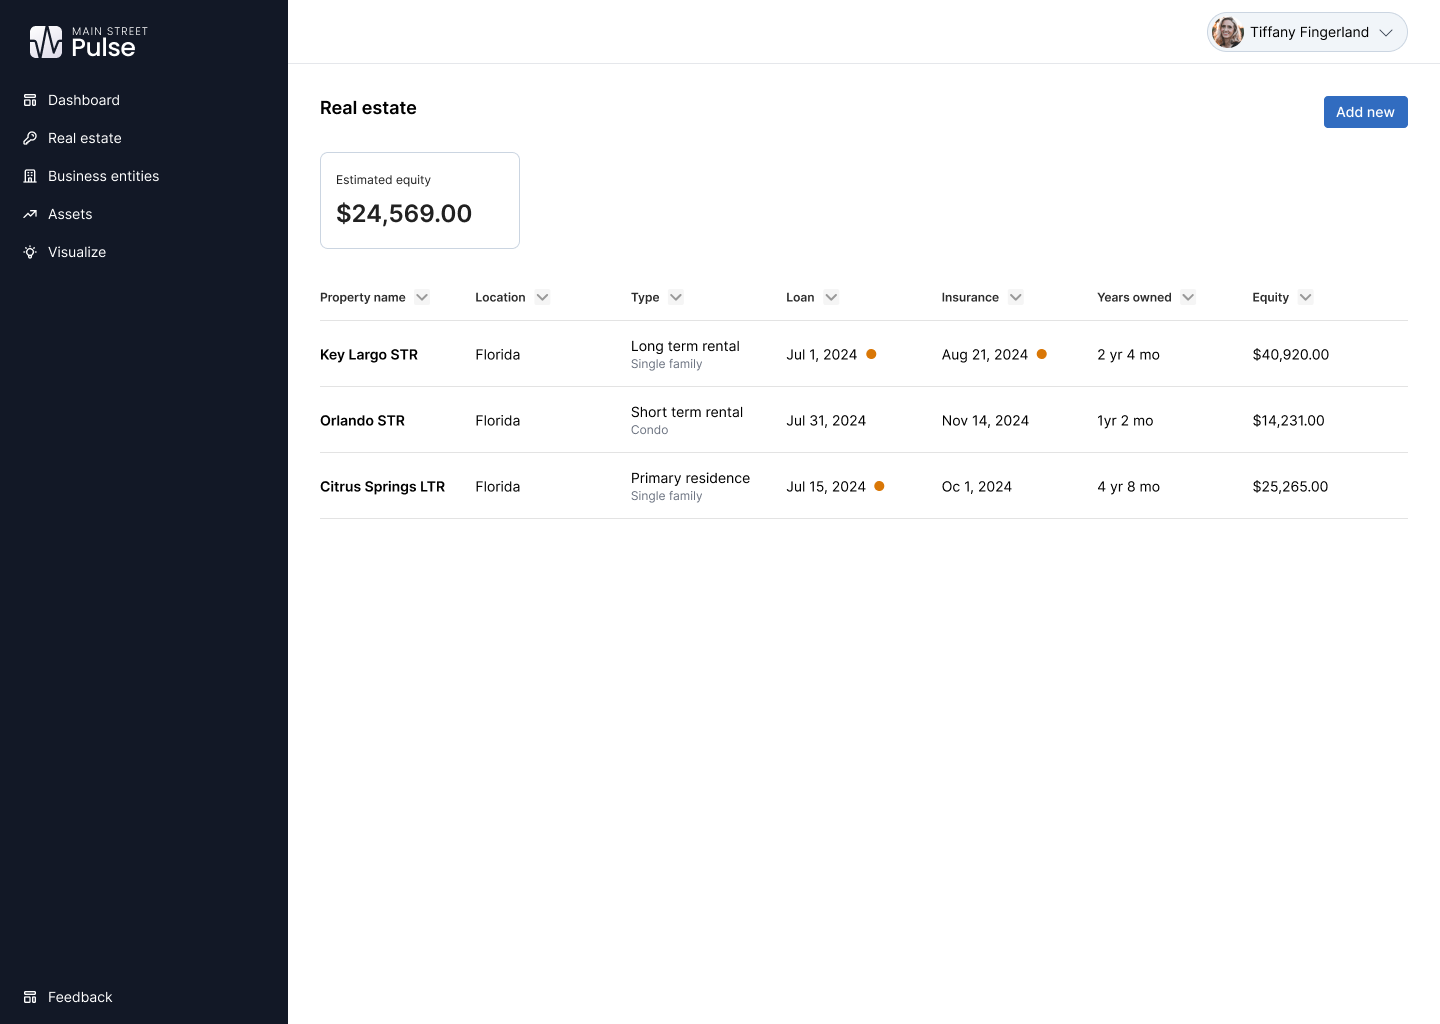 MAIN STREET
Pulse
Tiffany Fingerland
Dashboard
Real estate
Business entities
Assets
Visualize
Feedback
Real estate
Add new
Estimated equity
$24,569.00
Property name Location Type Loan Insurance Years owned Equity
Key Largo STR Florida Long term rental Jul 1, 2024 Aug 21, 2024 2 yr 4 mo $40,920.00
Single family
Orlando STR Florida Short term rental Jul 31, 2024 Nov 14, 2024 1yr 2 mo $14,231.00
Condo
Citrus Springs LTR Florida Primary residence Jul 15, 2024 Oc 1, 2024 4 yr 8 mo $25,265.00
Single family